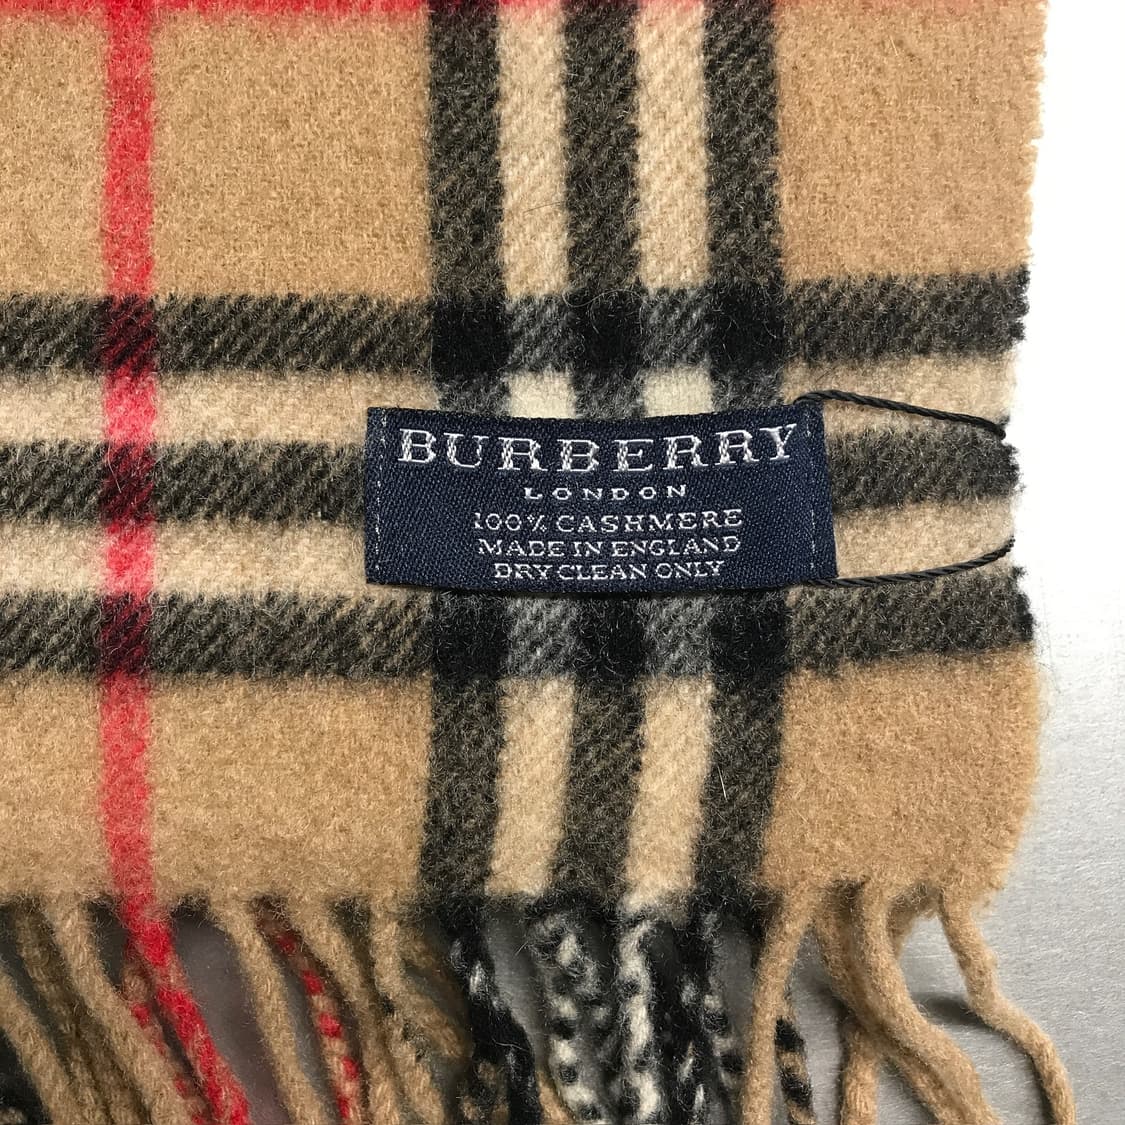 BURBERRY
LONDON
100% CASHMERE
MADE IN ENGLAND
DRY CLEAN ONLY